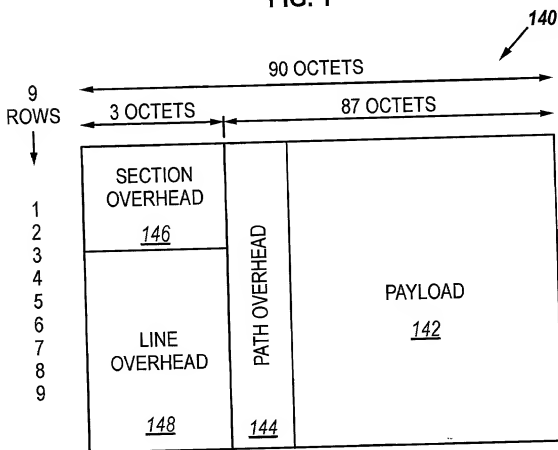 FIG. 1
140
90 OCTETS
9
ROWS
3 OCTETS
87 OCTETS
SECTION
OVERHEAD
146
1
2
3
4
5
6
7
8
9
LINE
OVERHEAD
148
PATH OVERHEAD
144
PAYLOAD
142